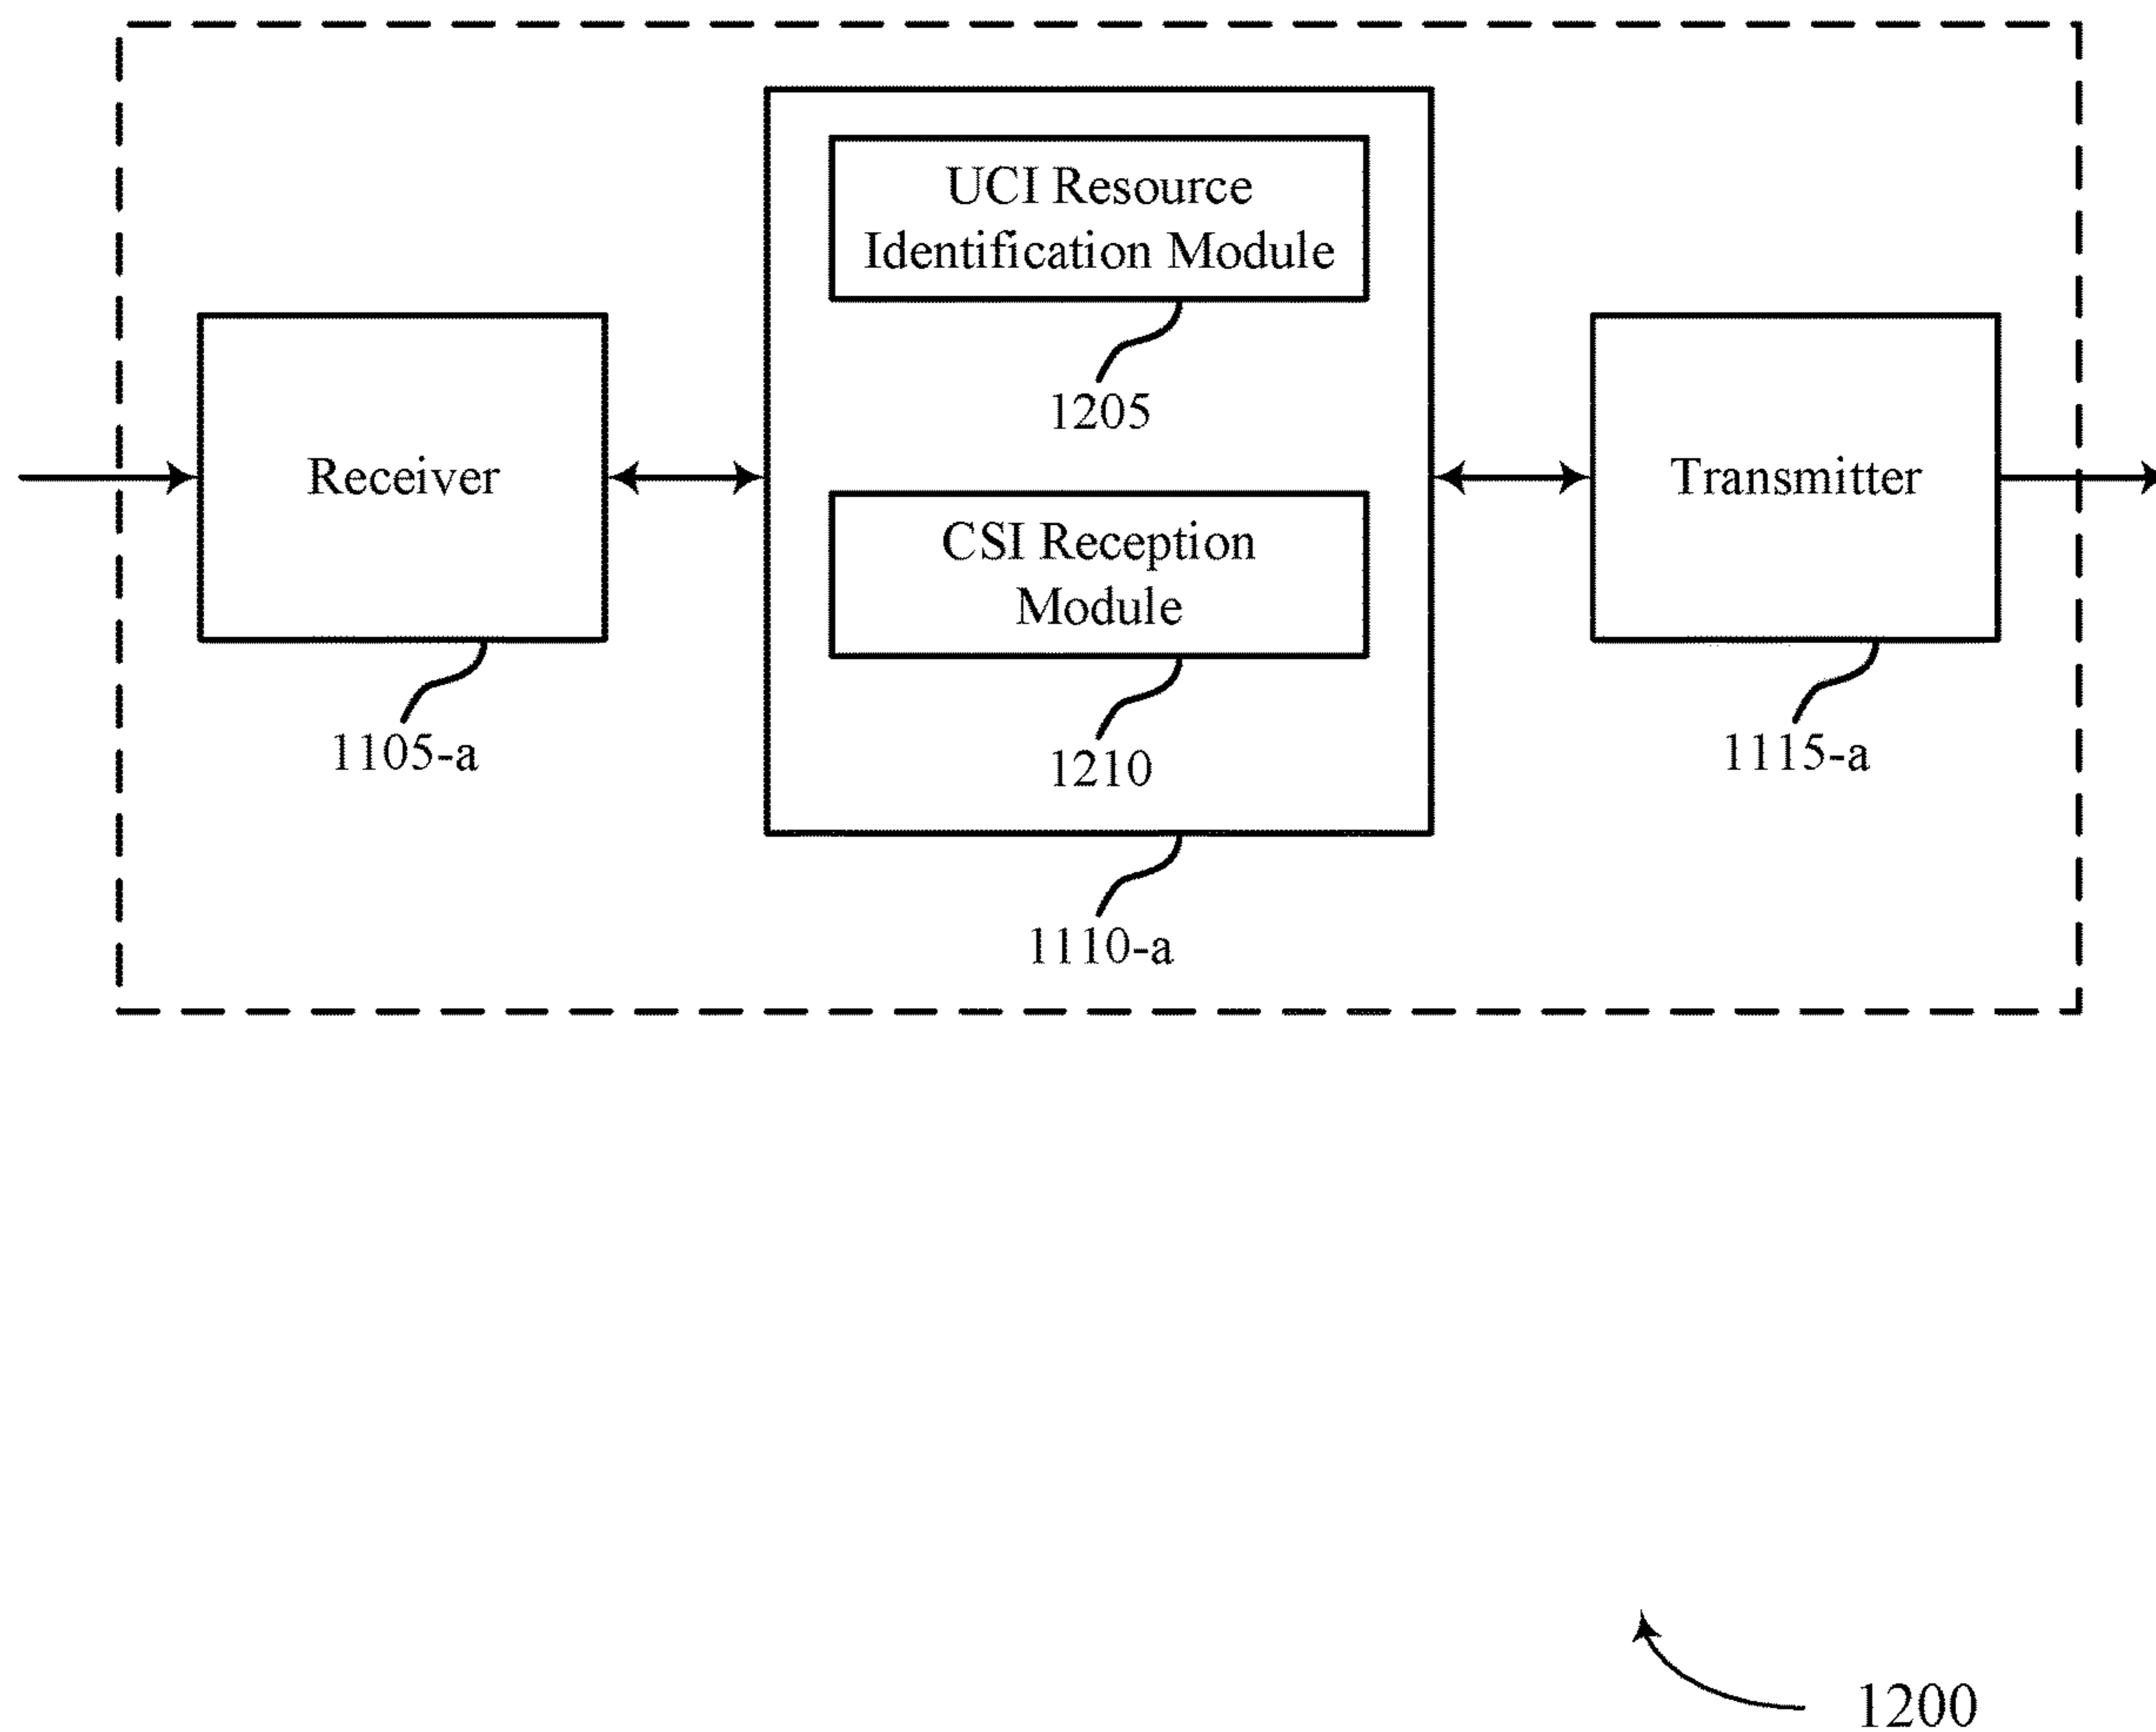 UCI Resource
Identification Module
1205
Receiver
1105-a
CSI Reception
Module
1210
1110-a
Transmitter
1115-a
1200